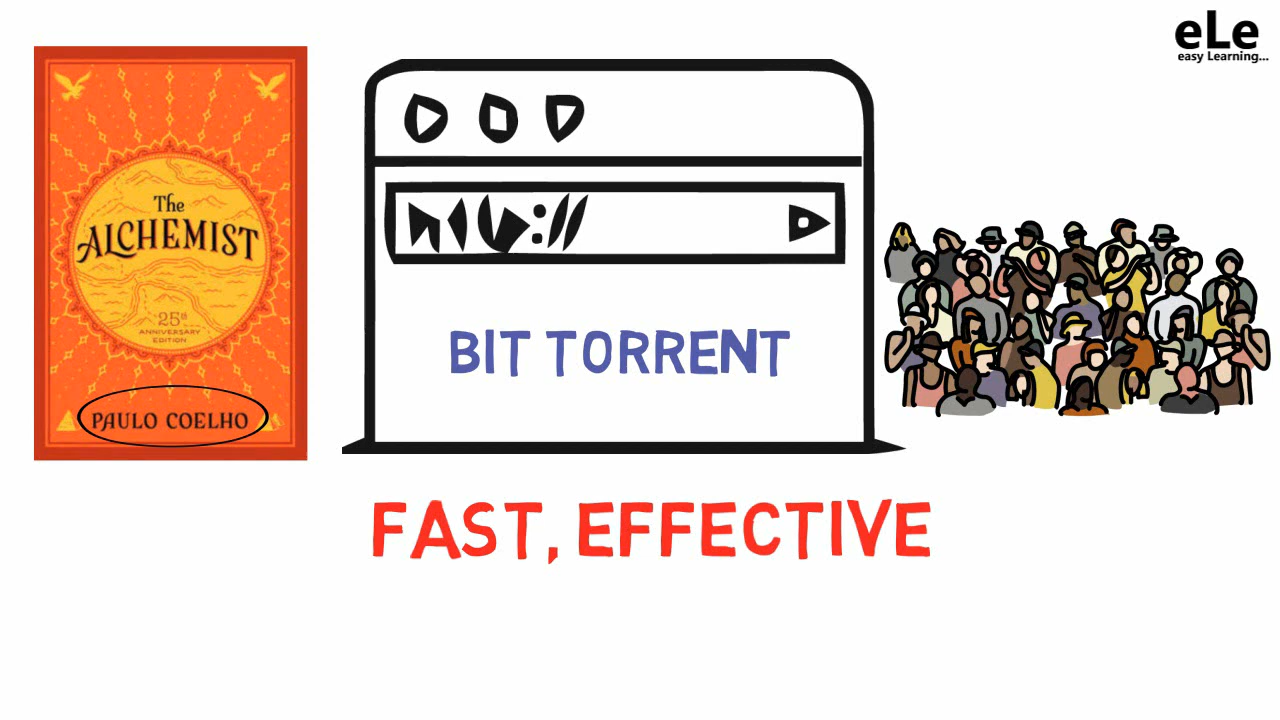 The
ALCHEMIST
25th
ANNIVERSARY
EDITION
PAULO COELHO
BIT TORRENT
FAST, EFFECTIVE
eLe
easy Learning...